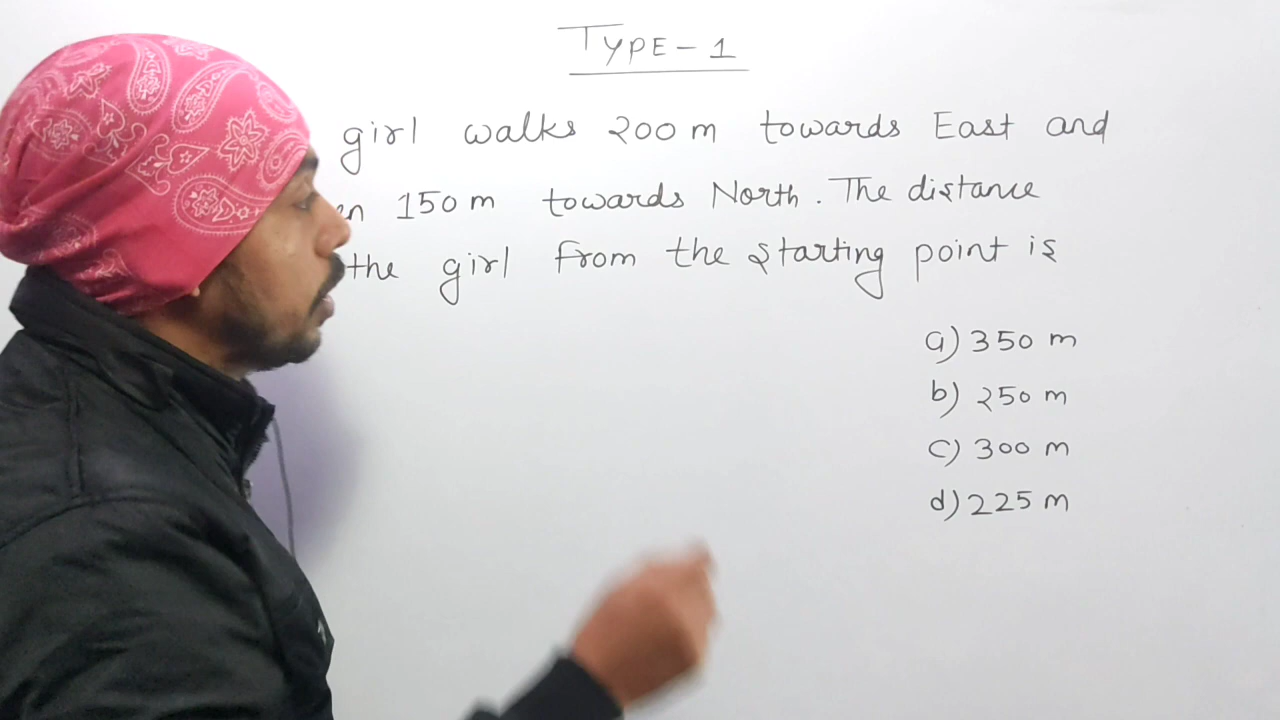 TYPE-1
girl walks 200 m towards East and
en 150 m towards North. The distance
the girl from the starting point is
a) 350 m
b) 250 m
c) 300 m
d) 225 m